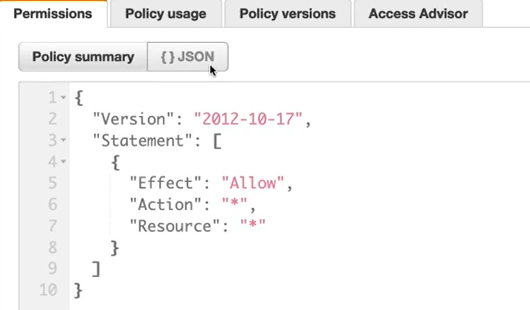 Permissions Policy usage Policy versions Access Advisor
Policy summary {} JSON
1 {
2 "Version": "2012-10-17",
3 "Statement": [
4 {
5 "Effect": "Allow",
6 "Action": "*",
7 "Resource": "*"
8 }
9 ]
10 }